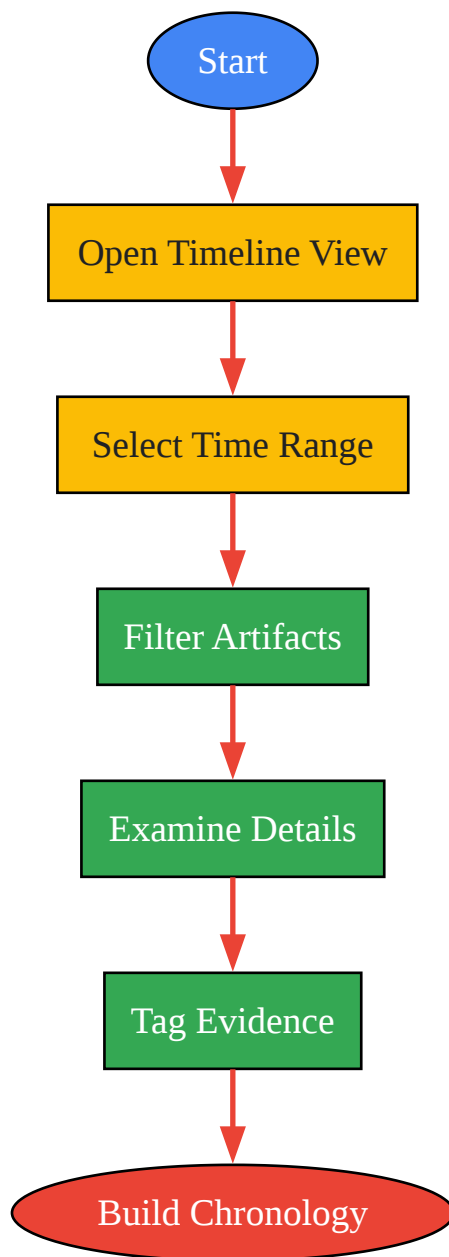 Start
Open Timeline View
Select Time Range
Filter Artifacts
Examine Details
Tag Evidence
Build Chronology